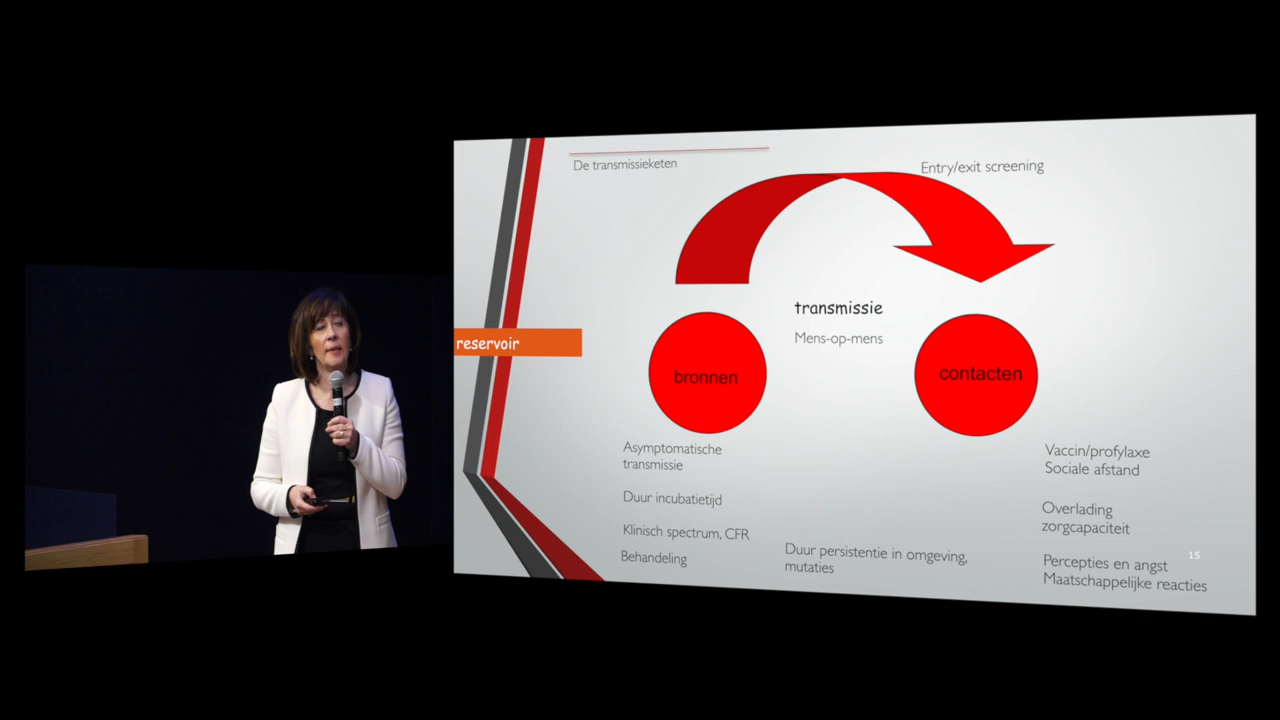 De transmissieketen
Entry/exit screening
transmissie
Mens-op-mens
reservoir
bronnen
contacten
Asymptomatische
transmissie
Duur incubatietijd
Klinisch spectrum, CFR
Behandeling
Duur persistentie in omgeving,
mutaties
Vaccin/profylaxe
Sociale afstand
Overlading
zorgcapaciteit
15
Percepties en angst
Maatschappelijke reacties